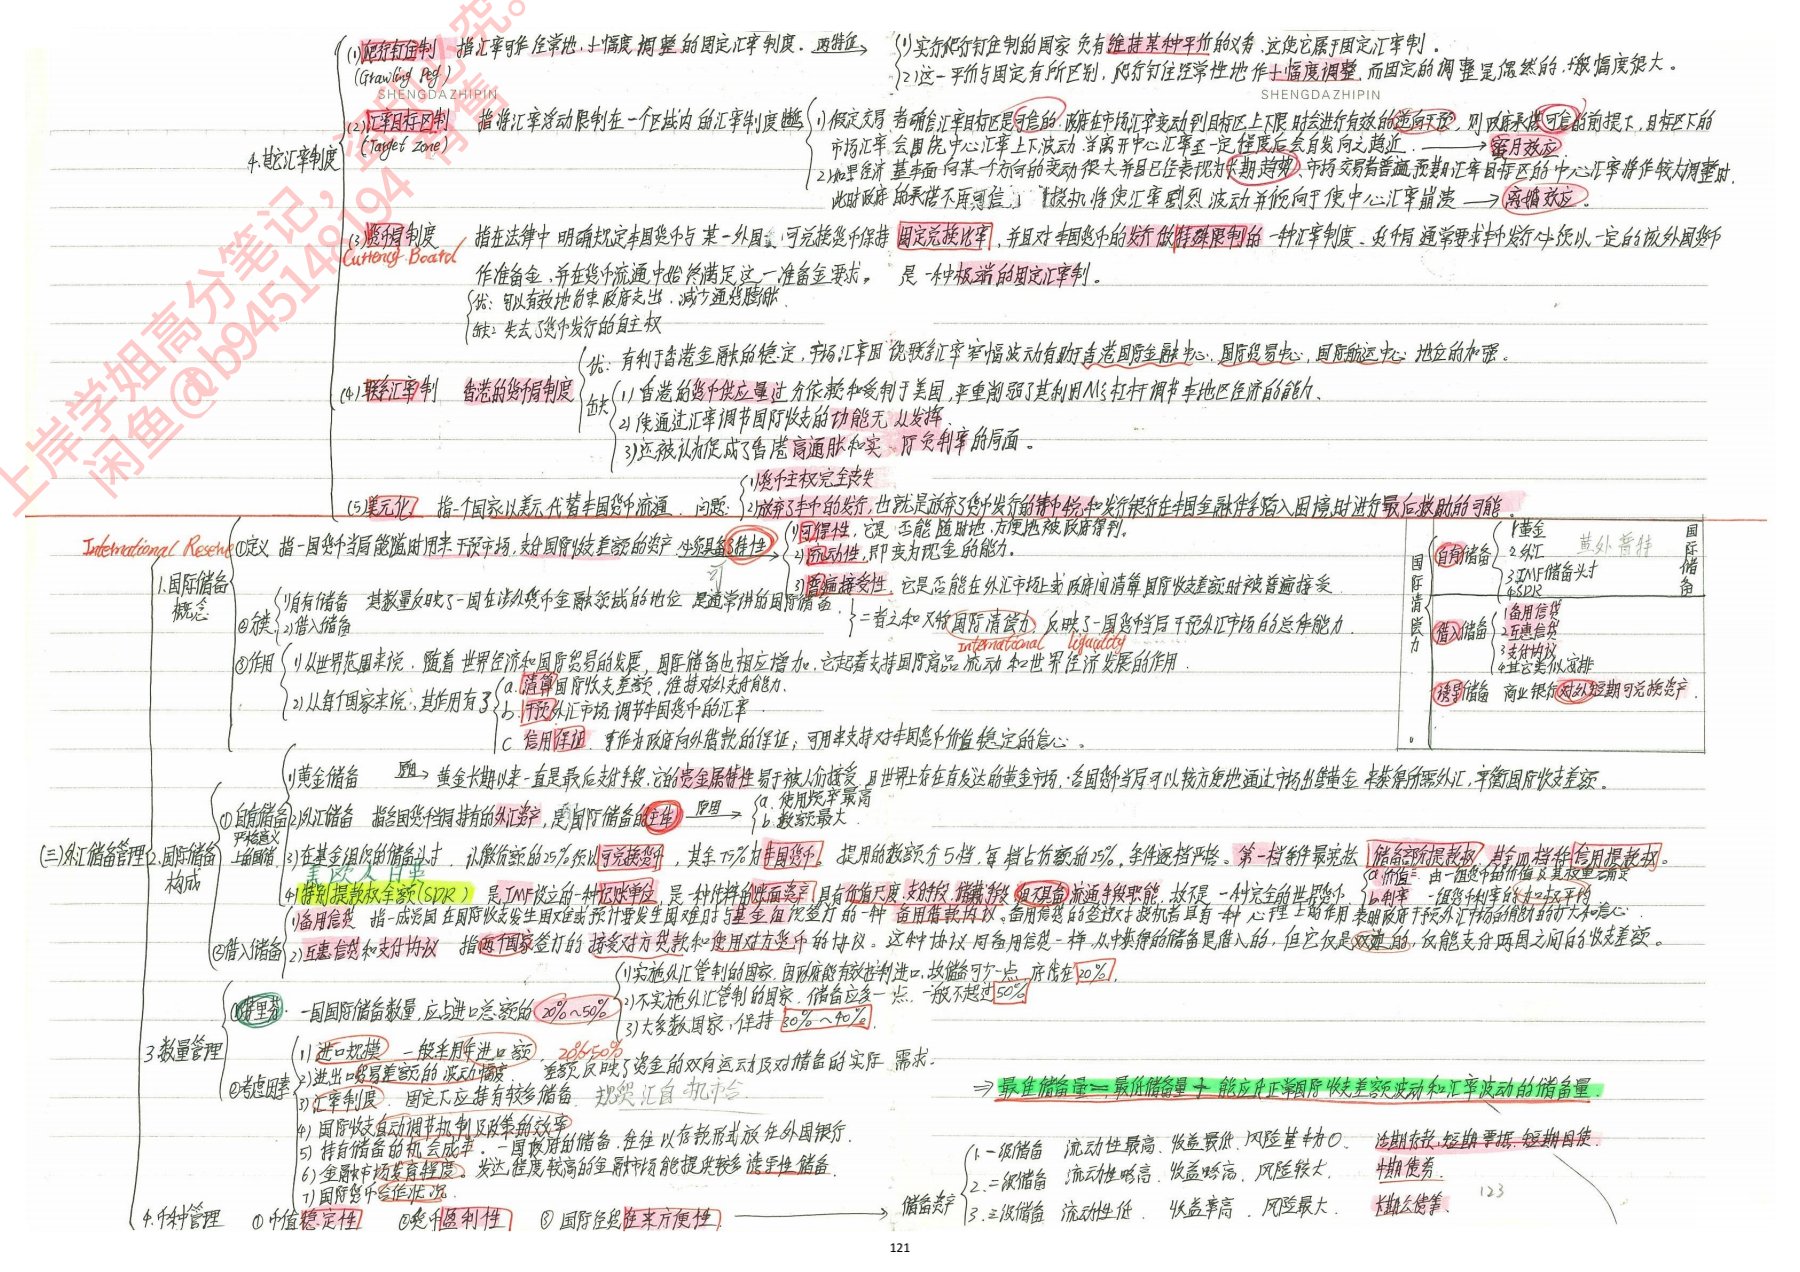 上岸学姐高分笔记，盗印必究。
闲鱼@b945148194 有售
SHENGDAZHIPIN
SHENGDAZHIPIN
4.其它汇率制度
(1)爬行钉住制 指汇率可作经常地、小幅度调整的固定汇率制度. 两特征
(Crawling Peg)
1)实行爬行钉住制的国家负有维持某种平价的义务，这使它属于固定汇率制。
2)这一平价与固定有所区别，爬行钉住经常性地作小幅度调整，而固定的调整是偶然的，一般幅度很大。
(2)汇率目标区制 指将汇率浮动限制在一个区域内的汇率制度
(Target Zone)
1)假定交易者确信汇率目标区是可信的，政府在市场汇率变动到目标区上下限时会进行有效的逆向干预，则政府承诺可信的前提下，目标区下的
市场汇率会围绕中心汇率上下波动，当离开中心汇率至一定程度后会自发向之趋近. → 蜜月效应
2)如果经济基本面向某一个方向的变动很大并且已经表现为长期趋势，市场交易者普遍预期汇率目标区的中心汇率将作较大调整时，
此时政府的承诺不再可信。投机将使汇率剧烈波动并倾向于使中心汇率崩溃 → 离婚效应。
(3)货币局制度 指在法律中明确规定本国货币与某一外国可兑换货币保持固定兑换比率，并且对本国货币的发行做特殊限制的一种汇率制度。货币局通常要求本币发行必须以一定的该外国货币
Currency Board
作准备金，并在货币流通中始终满足这一准备金要求。 是一种极端的固定汇率制。
优：可以有效地约束政府支出，减少通货膨胀
缺：失去了货币发行的自主权
(4)联系汇率制 香港的货币局制度
优：有利于香港金融的稳定，市场汇率围绕联系汇率窄幅波动有助于香港国际金融中心、国际贸易中心、国际航运中心地位的加强。
缺
1)香港的货币供应量过分依赖和受制于美国，严重削弱了其利用Ms杠杆调节本地区经济的能力.
2)使通过汇率调节国际收支的功能无从发挥
3)还被认为促成了香港高通胀和实际负利率的局面。
(5)美元化 指一个国家以美元代替本国货币流通 问题:
1)货币主权完全丧失
2)放弃了本币的发行，也就是放弃了货币发行的铸币税和发行银行在本国金融体系陷入困境时进行最后救助的可能。
(三)外汇储备管理
International Reserve
1.国际储备概念
①定义 指一国货币当局能随时用来干预市场、支付国际收支差额的资产 必须具备3特性
1)可得性，它是否能随时地、方便地被政府得到。
2)流动性，即变为现金的能力。
3)普遍接受性 它是否能在外汇市场上或政府间清算国际收支差额时被普遍接受
②分类
1)自有储备 其数量反映了一国在涉外货币金融领域的地位 是通常讲的国际储备
2)借入储备
二者之和又称国际清偿力，反映了一国货币当局干预外汇市场的总体能力.
International liquidity
③作用
1)从世界范围来说，随着世界经济和国际贸易的发展，国际储备也相应增加. 它起着支持国际商品流动和世界经济发展的作用.
2)从每个国家来说，其作用有3
a.清算国际收支差额，维持对外支付能力.
b.干预外汇市场，调节本国货币的汇率
c.信用保证. 可作为政府向外借款的保证；可用来支持对本国货币价值稳定的信心。
国际清偿力
自有储备
1黄金
2外汇
3IMF储备头寸
4SDR
黄外普特
国际储备
借入储备
1备用信贷
2互惠信贷
3支付协议
4其它类似安排
诱导储备 商业银行对外短期可兑换资产
2.国际储备构成
①自有储备
严格意义上的国储
1)黄金储备 原因→ 黄金长期以来一直是最后支付手段，它的贵金属特性易于被人们接受，且世界上存在着发达的黄金市场，各国货币当局可以较方便地通过市场出售黄金来获得所需外汇，平衡国际收支差额。
2)外汇储备 指各国货币当局持有的外汇资产，是国际储备的主体 原因→
a.使用频率最高
b.数额最大
3)在基金组织的储备头寸. 认缴份额的25%须以可兑换货币，其余75%为本国货币。 提用的数额分5档，每档占份额的25%，条件逐档严格。第一档条件最宽松 储备部分提款权，其余四档称信用提款权。
美欧人日英
4)特别提款权余额(SDR) 是IMF设立的一种记账单位，是一种人造的账面资产 具有价值尺度、支付手段、储藏手段但不具备流通手段职能，故不是一种完全的世界货币.
a.价值 由一组货币币价值及其权重确定
b.利率 一组货币利率的加权平均
②借入储备
1)备用信贷 指一成员国在国际收支发生困难或预计要发生困难时与基金组织签订的一种备用借款协议. 备用信贷的签订对投机者具有一种心理上的作用 表明政府干预外汇市场的能力的扩大和信心.
2)互惠信贷和支付协议 指两个国家签订的接受对方贷款和使用对方货币的协议。这种协议同备用信贷一样，从中获得的储备是借入的，但它仅是双边的，仅能支付两国之间的收支差额。
3.数量管理
①特里芬. 一国国际储备数量，应占进口总额的20%~50%
1)实施外汇管制的国家，因政府能有效控制进口，故储备可少一点，底线在20%.
2)不实施外汇管制的国家，储备应多一点，一般不超过50%
3)大多数国家，保持30%~40%.
②考虑因素
1)进口规模 一般采用年进口额. 20%~50%
2)进出口贸易差额的波动幅度 差额反映了资金的双向运动及对储备的实际需求.
3)汇率制度. 固定下应持有较多储备 规贸汇自机市合
4)国际收支自动调节机制及政策的效率
5)持有储备的机会成本. 一国政府的储备，往往以存款形式放在外国银行.
6)金融市场发育程度。发达程度较高的金融市场能提供较多诱导性储备.
7)国际货币合作状况.
⇒ 最佳储备量=最低储备量+能应付正常国际收支差额波动和汇率波动的储备量.
4.币种管理 ①币值稳定性 ②货币盈利性 ③国际经贸往来方便性 →
储备资产
1.一级储备 流动性最高、收益最低、风险基本为0 活期存款，短期票据，短期国债
2.二级储备 流动性略高、收益略高、风险较大. 中期债券
3.三级储备 流动性低、收益率高、风险最大 长期公债等.
123
121